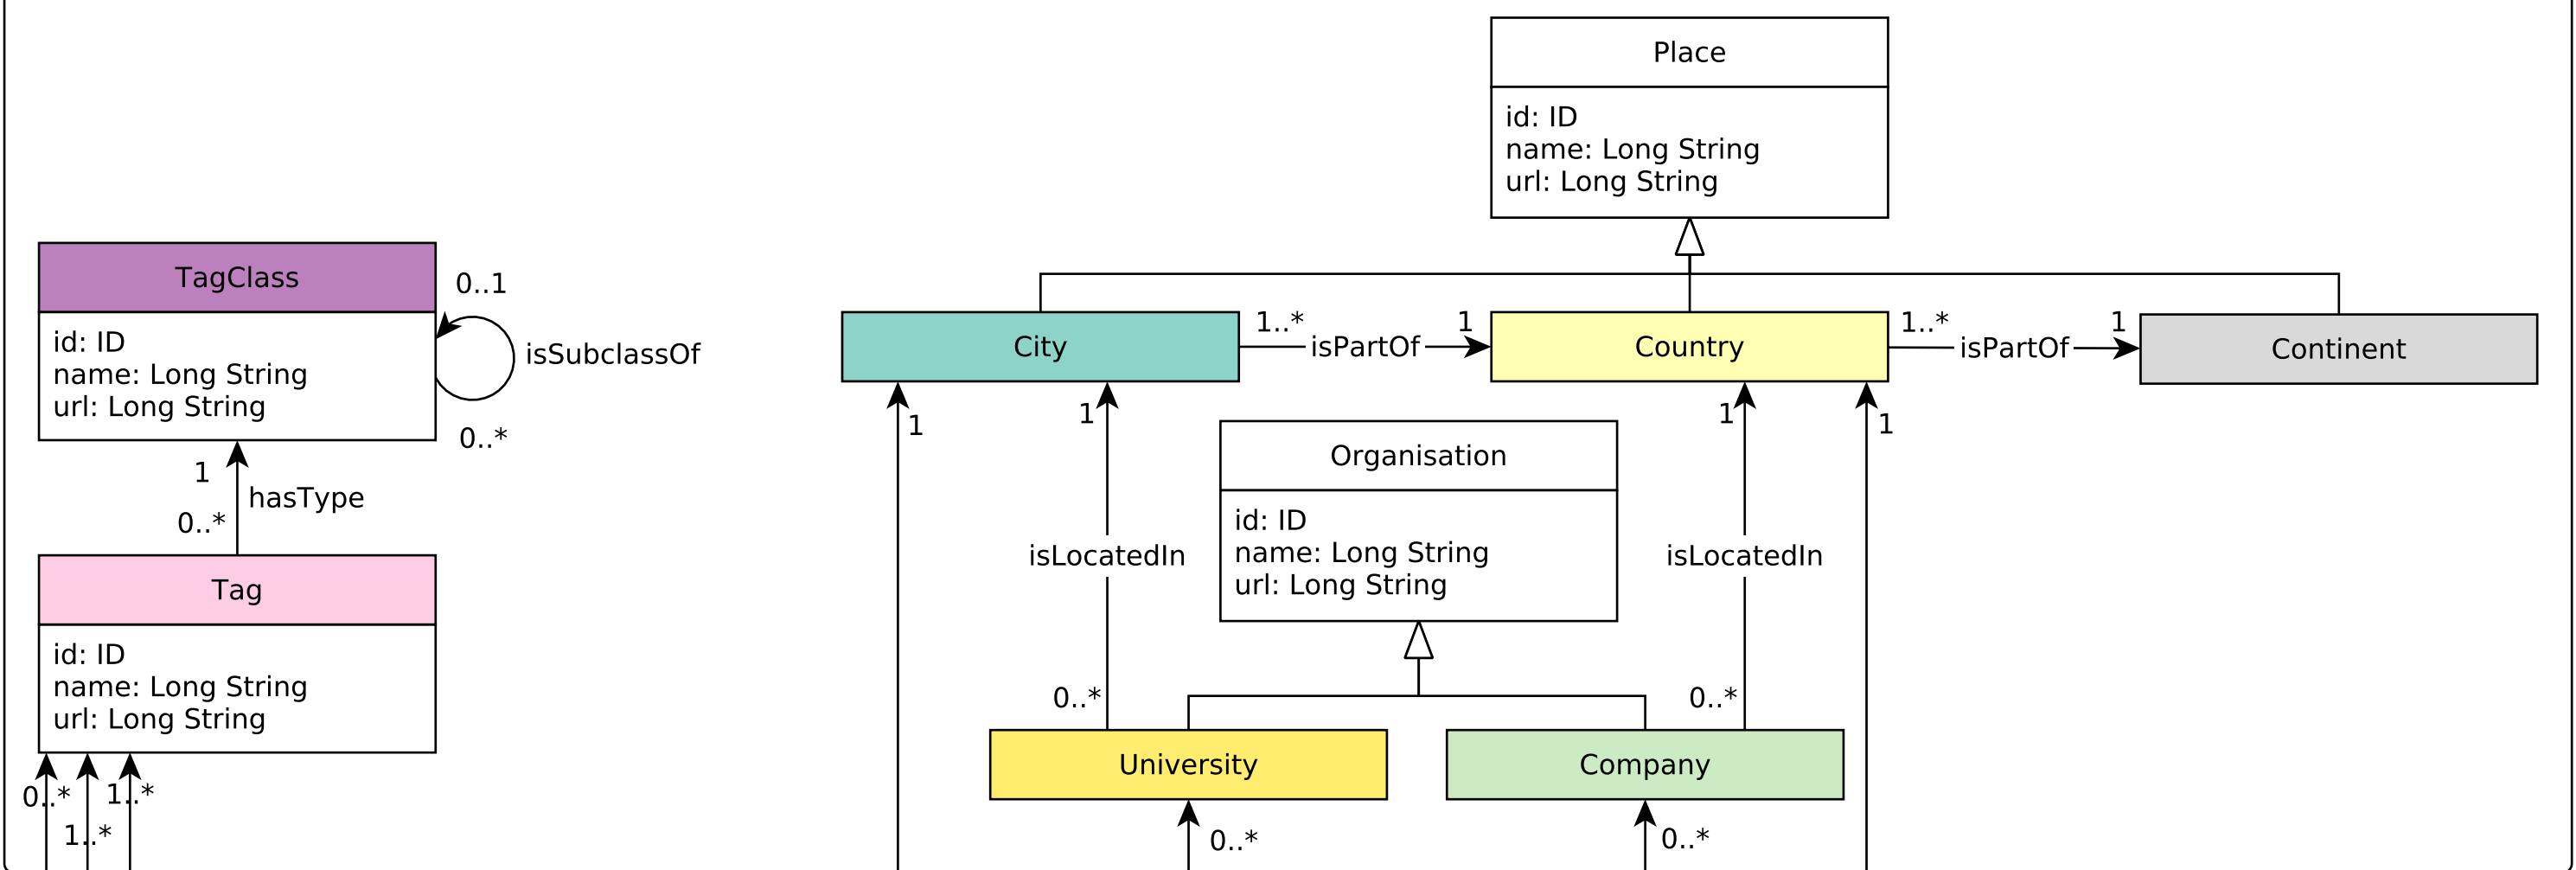 Place
id: ID
name: Long String
url: Long String
TagClass
id: ID
name: Long String
url: Long String
0..1
isSubclassOf
0..*
City
1..*
isPartOf
1
Country
1..*
isPartOf
1
Continent
1
1
1
1
Organisation
id: ID
name: Long String
url: Long String
1
hasType
0..*
isLocatedIn
isLocatedIn
Tag
id: ID
name: Long String
url: Long String
0..*
0..*
University
Company
0..*
1..*
1..*
0..*
0..*